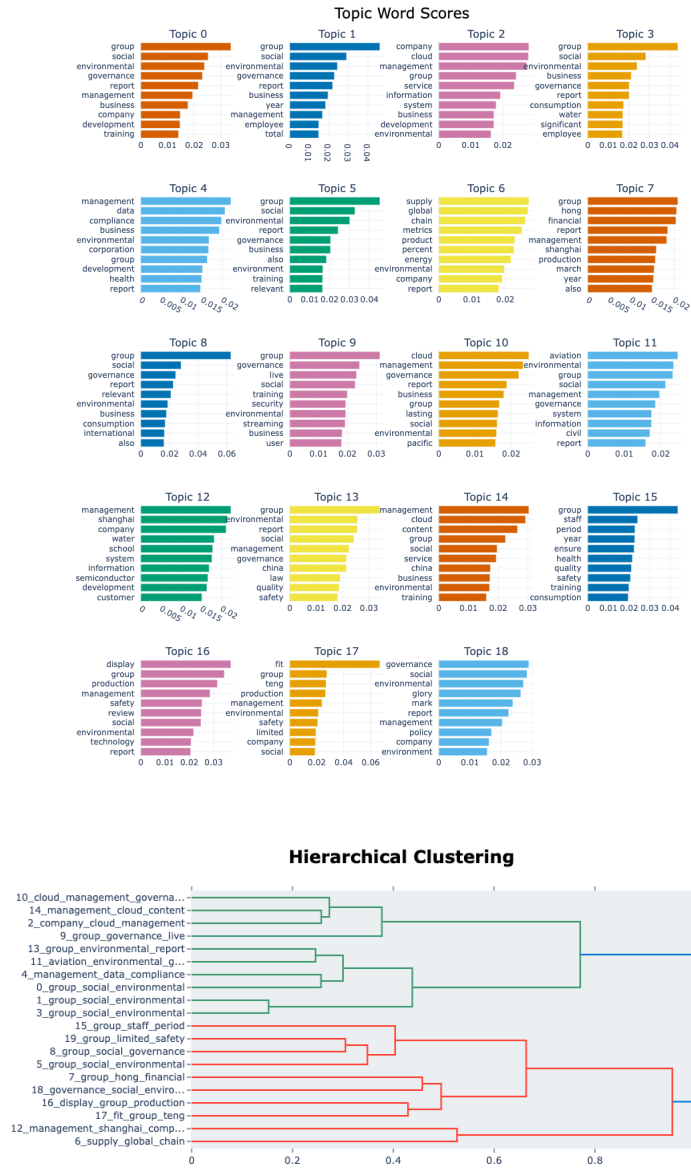 Topic Word Scores
Topic 0
group
social
environmental
governance
report
management
business
company
development
training
0
0.01
0.02
0.03
Topic 1
group
social
environmental
governance
report
business
year
management
employee
total
0
0.01
0.02
0.03
0.04
Topic 2
company
cloud
management
group
service
information
system
business
development
environmental
0
0.01
0.02
Topic 3
group
social
environmental
business
governance
report
consumption
water
significant
employee
0
0.01
0.02
0.03
0.04
Topic 4
management
data
compliance
business
environmental
corporation
group
development
health
report
0
0.005
0.01
0.015
0.02
Topic 5
group
social
environmental
report
governance
business
also
environment
training
relevant
0
0.01
0.02
0.03
0.04
Topic 6
supply
global
chain
metrics
product
percent
energy
environmental
company
report
0
0.01
0.02
Topic 7
group
hong
financial
report
management
shanghai
production
march
year
also
0
0.005
0.01
0.015
0.02
Topic 8
group
social
governance
report
relevant
environmental
business
consumption
international
also
0
0.02
0.04
0.06
Topic 9
group
governance
live
social
training
security
environmental
streaming
business
user
0
0.01
0.02
0.03
Topic 10
cloud
management
governance
report
business
group
lasting
social
environmental
pacific
0
0.01
0.02
Topic 11
aviation
environmental
group
social
management
governance
system
information
civil
report
0
0.01
0.02
Topic 12
management
shanghai
company
water
school
system
information
semiconductor
development
customer
0
0.005
0.01
0.015
0.02
Topic 13
group
environmental
report
social
management
governance
china
law
quality
safety
0
0.01
0.02
0.03
Topic 14
management
cloud
content
group
social
service
china
business
environmental
training
0
0.01
0.02
0.03
Topic 15
group
staff
period
year
ensure
health
quality
safety
training
consumption
0
0.01
0.02
0.03
0.04
Topic 16
display
group
production
management
safety
review
social
environmental
technology
report
0
0.01
0.02
0.03
Topic 17
fit
group
teng
production
management
environmental
safety
limited
company
social
0
0.02
0.04
0.06
Topic 18
governance
social
environmental
glory
mark
report
management
policy
company
environment
0
0.01
0.02
0.03
Hierarchical Clustering
10_cloud_management_governa...
14_management_cloud_content
2_company_cloud_management
9_group_governance_live
13_group_environmental_report
11_aviation_environmental_g...
4_management_data_compliance
0_group_social_environmental
1_group_social_environmental
3_group_social_environmental
15_group_staff_period
19_group_limited_safety
8_group_social_governance
5_group_social_environmental
7_group_hong_financial
18_governance_social_enviro...
16_display_group_production
17_fit_group_teng
12_management_shanghai_comp...
6_supply_global_chain
0
0.2
0.4
0.6
0.8